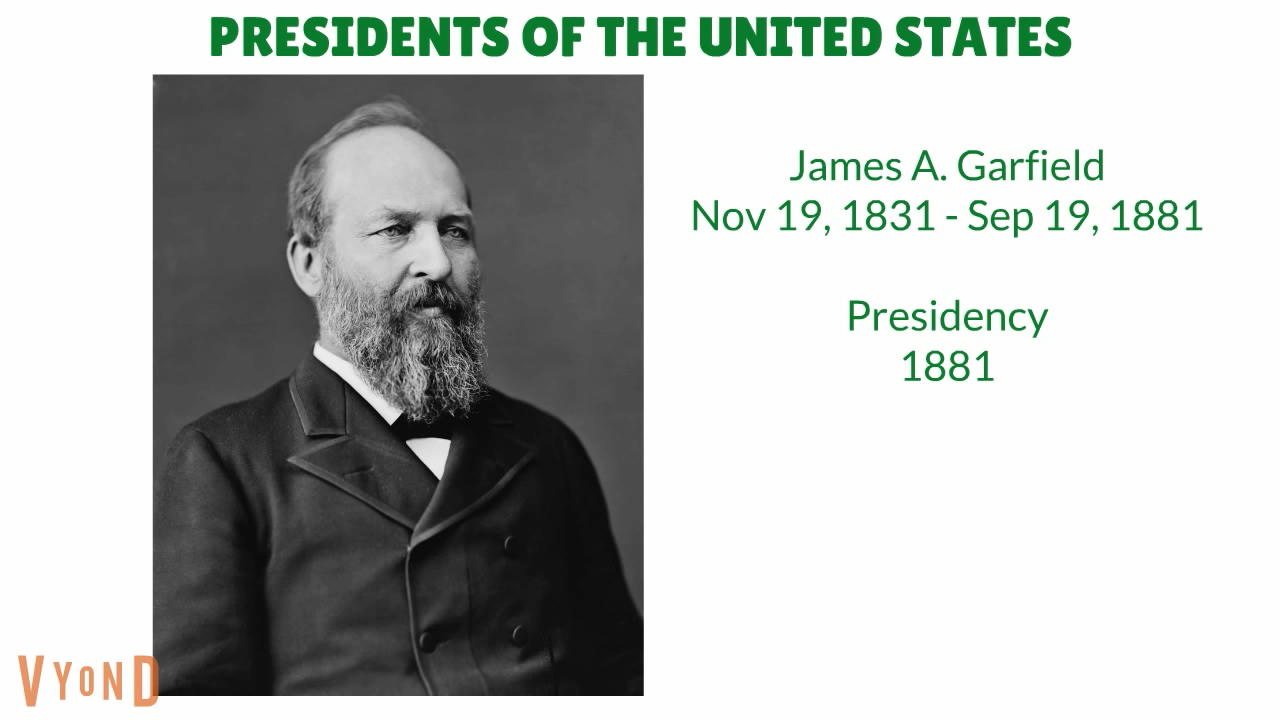 PRESIDENTS OF THE UNITED STATES
James A. Garfield
Nov 19, 1831 - Sep 19, 1881
Presidency
1881
VYOND